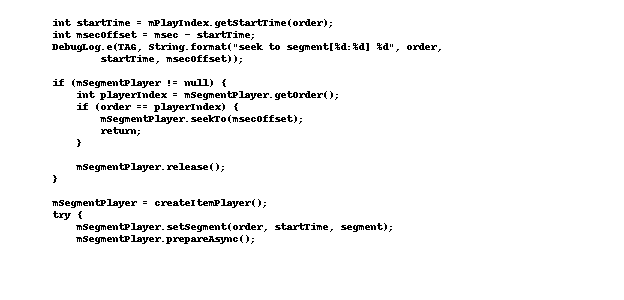 int startTime = mPlayIndex.getStartTime(order);
int msecOffset = msec - startTime;
DebugLog.e(TAG, String.format("seek to segment[%d:%d] %d", order,
        startTime, msecOffset));

if (mSegmentPlayer != null) {
    int playerIndex = mSegmentPlayer.getOrder();
    if (order == playerIndex) {
        mSegmentPlayer.seekTo(msecOffset);
        return;
    }

    mSegmentPlayer.release();
}

mSegmentPlayer = createItemPlayer();
try {
    mSegmentPlayer.setSegment(order, startTime, segment);
    mSegmentPlayer.prepareAsync();